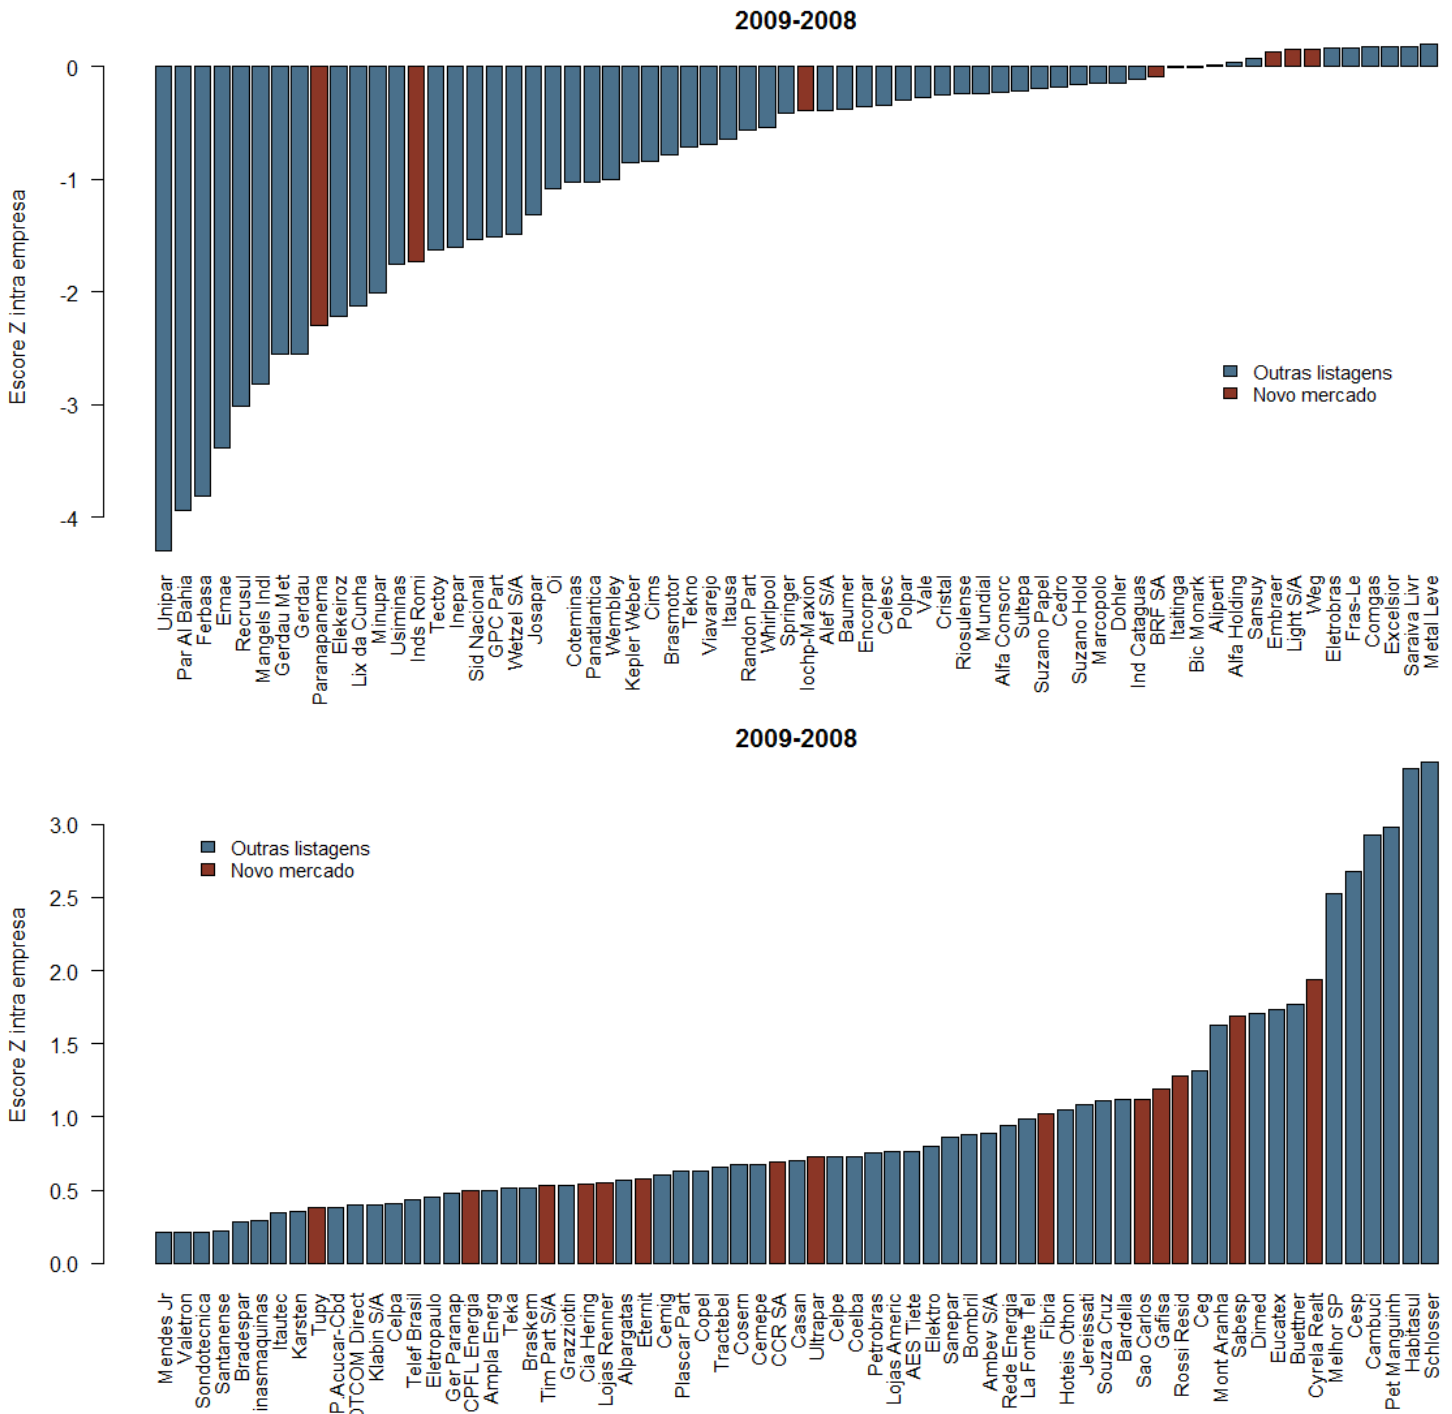 2009-2008
Escore Z intra empresa
0
-1
-2
-3
-4
Outras listagens
Novo mercado
Unipar
Par Al Bahia
Ferbasa
Emae
Recrusul
Mangels Indl
Gerdau Met
Gerdau
Paranapanema
Elekeiroz
Lix da Cunha
Minupar
Usiminas
Inds Romi
Tectoy
Inepar
Sid Nacional
GPC Part
Wetzel S/A
Josapar
Oi
Coteminas
Panatlantica
Wembley
Kepler Weber
Cims
Brasmotor
Tekno
Viavarejo
Itausa
Randon Part
Whirlpool
Springer
Iochp-Maxion
Alef S/A
Baumer
Encorpar
Celesc
Polpar
Vale
Cristal
Riosulense
Mundial
Alfa Consorc
Sultepa
Suzano Papel
Cedro
Suzano Hold
Marcopolo
Dohler
Ind Cataguas
BRF SA
Itaitinga
Bic Monark
Aliperti
Alfa Holding
Sansuy
Embraer
Light S/A
Weg
Eletrobras
Fras-Le
Comgas
Excelsior
Saraiva Livr
Metal Leve
2009-2008
Escore Z intra empresa
3.0
2.5
2.0
1.5
1.0
0.5
0.0
Outras listagens
Novo mercado
Mendes Jr
Valetron
Sondotecnica
Santanense
Bradespar
inasmaquinas
Itautec
Karsten
Tupy
P.Acucar-Cbd
OTCOM Direct
Klabin S/A
Celpa
Telef Brasil
Eletropaulo
Ger Paranap
CPFL Energia
Ampla Energ
Teka
Braskem
Tim Part S/A
Grazziotin
Cia Hering
Lojas Renner
Alpargatas
Eternit
Cemig
Plascar Part
Copel
Tractebel
Cosern
Cemepe
CCR SA
Casan
Ultrapar
Celpe
Coelba
Petrobras
Lojas Americ
AES Tiete
Elektro
Sanepar
Bombril
Ambev S/A
Rede Energia
La Fonte Tel
Fibria
Hoteis Othon
Jereissati
Souza Cruz
Bardella
Sao Carlos
Gafisa
Rossi Resid
Ceg
Mont Aranha
Sabesp
Dimed
Eucatex
Buettner
Cyrela Realt
Melhor SP
Cesp
Cambuci
Pet Manguinh
Habitasul
Schlosser